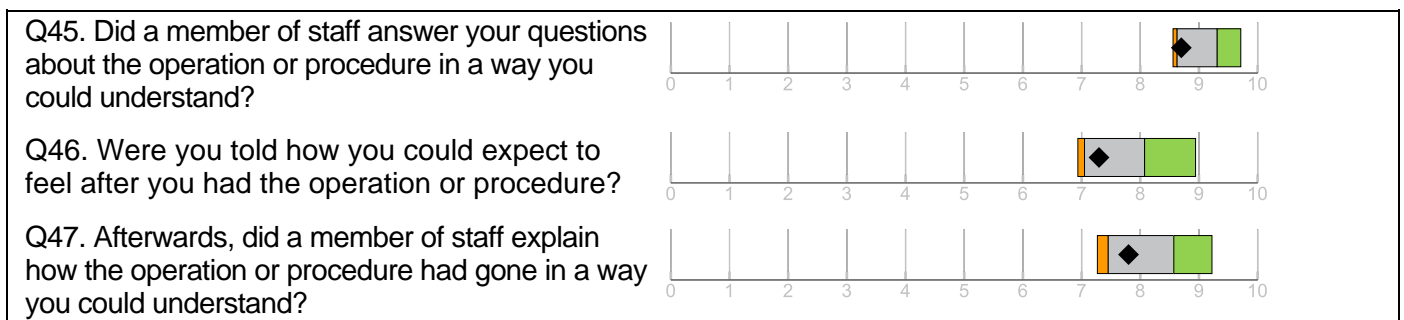 Q45. Did a member of staff answer your questions
about the operation or procedure in a way you
could understand?
0 1 2 3 4 5 6 7 8 9 10
Q46. Were you told how you could expect to
feel after you had the operation or procedure?
0 1 2 3 4 5 6 7 8 9 10
Q47. Afterwards, did a member of staff explain
how the operation or procedure had gone in a way
you could understand?
0 1 2 3 4 5 6 7 8 9 10